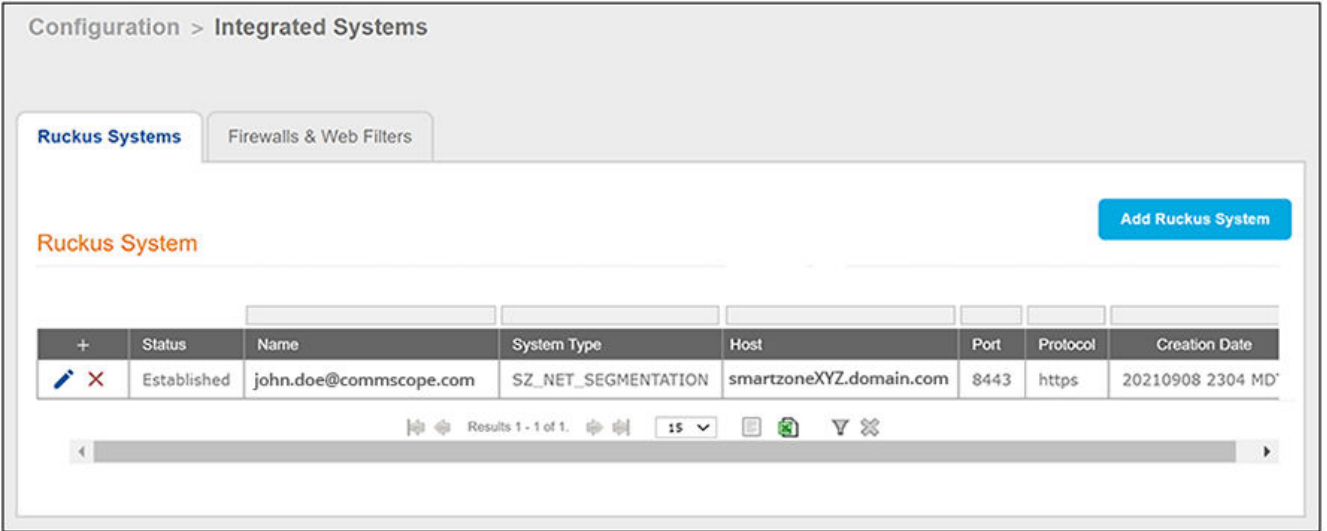 Configuration > Integrated Systems
Ruckus Systems Firewalls & Web Filters
Add Ruckus System
Ruckus System
+ Status Name System Type Host Port Protocol Creation Date
Established john.doe@commscope.com SZ_NET_SEGMENTATION smartzoneXYZ.domain.com 8443 https 20210908 2304 MDT
Results 1 - 1 of 1. 15